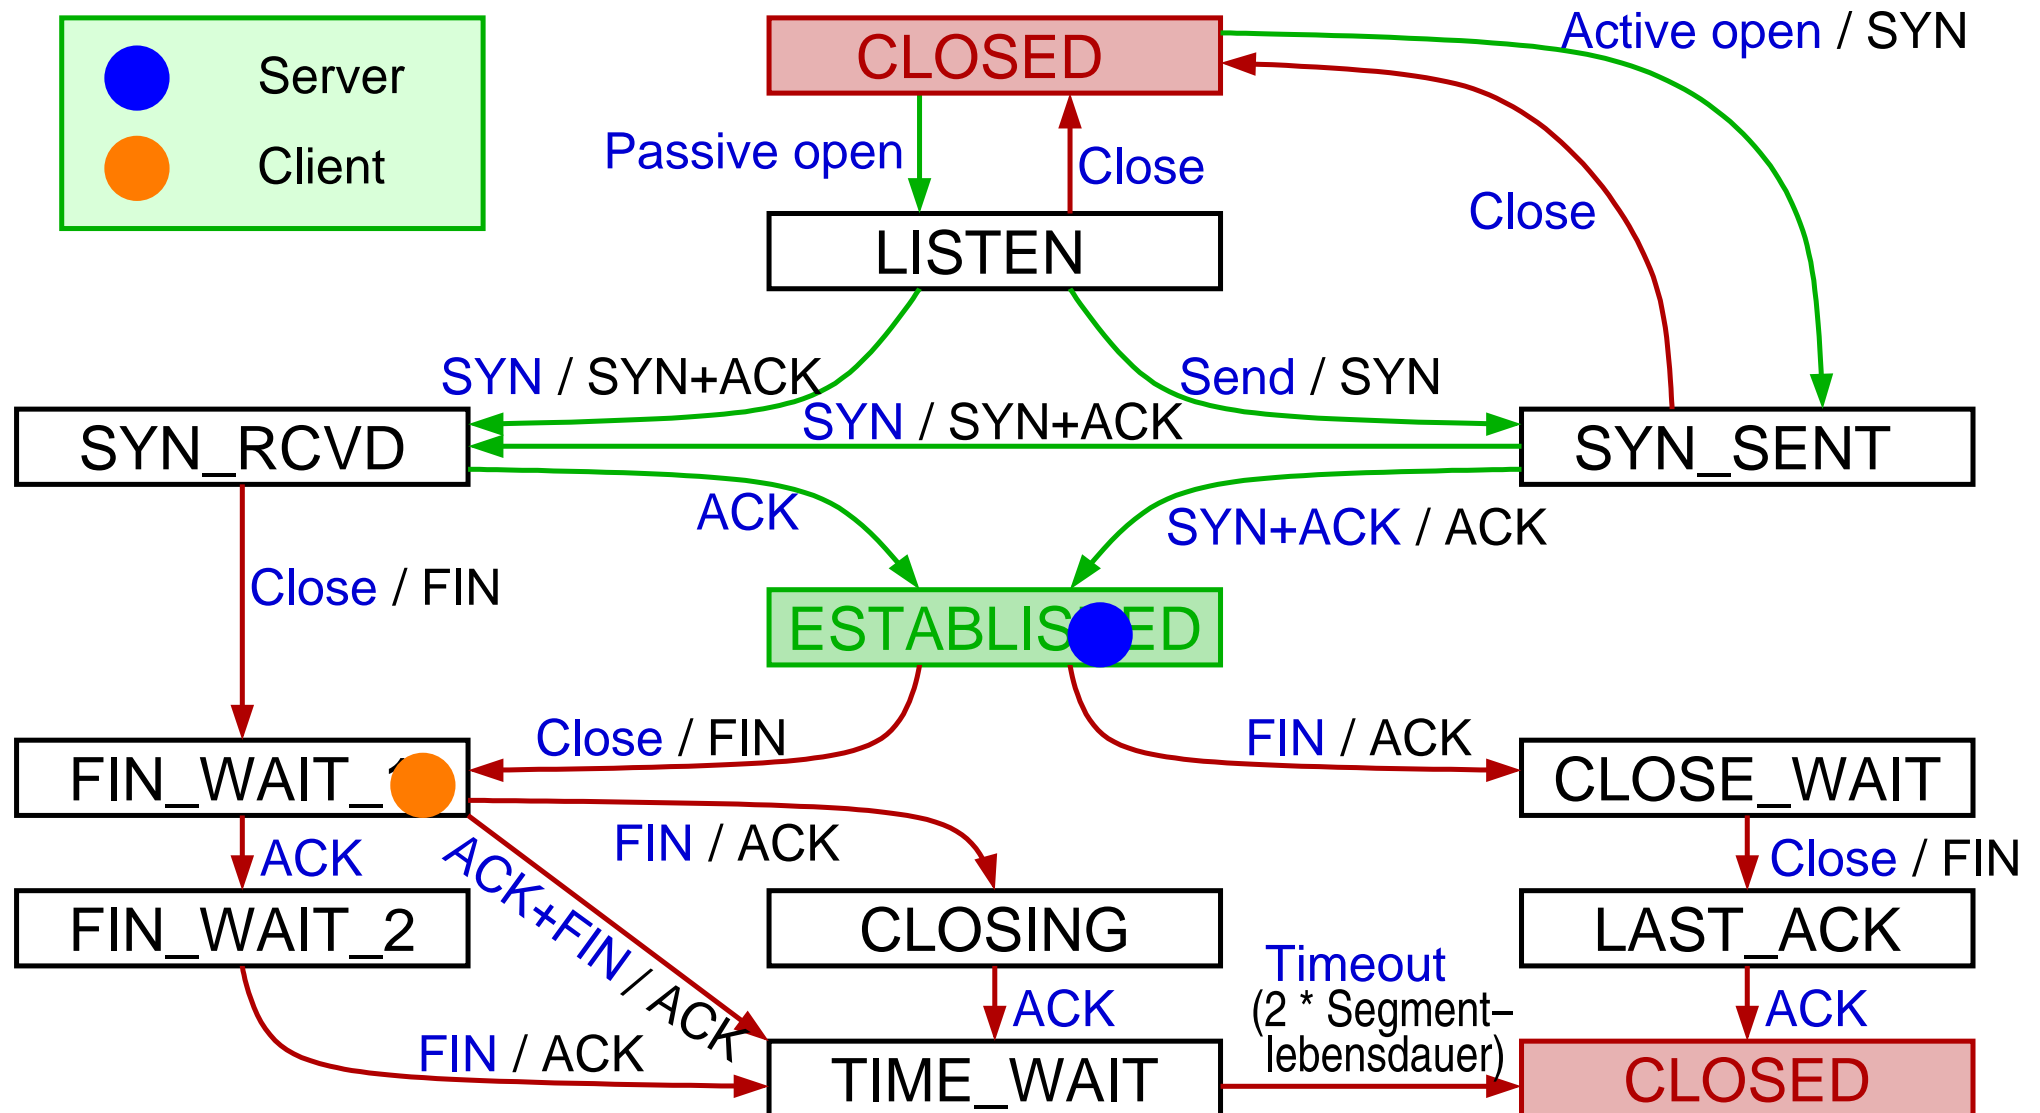 Server
Client
CLOSED
Active open / SYN
Passive open
Close
Close
LISTEN
SYN / SYN+ACK
Send / SYN
SYN / SYN+ACK
SYN_RCVD
SYN_SENT
ACK
SYN+ACK / ACK
Close / FIN
ESTABLISHED
Close / FIN
FIN / ACK
FIN_WAIT_1
CLOSE_WAIT
ACK
ACK+FIN / ACK
FIN / ACK
Close / FIN
FIN_WAIT_2
CLOSING
LAST_ACK
FIN / ACK
ACK
Timeout
(2 * Segment–
lebensdauer)
ACK
TIME_WAIT
CLOSED